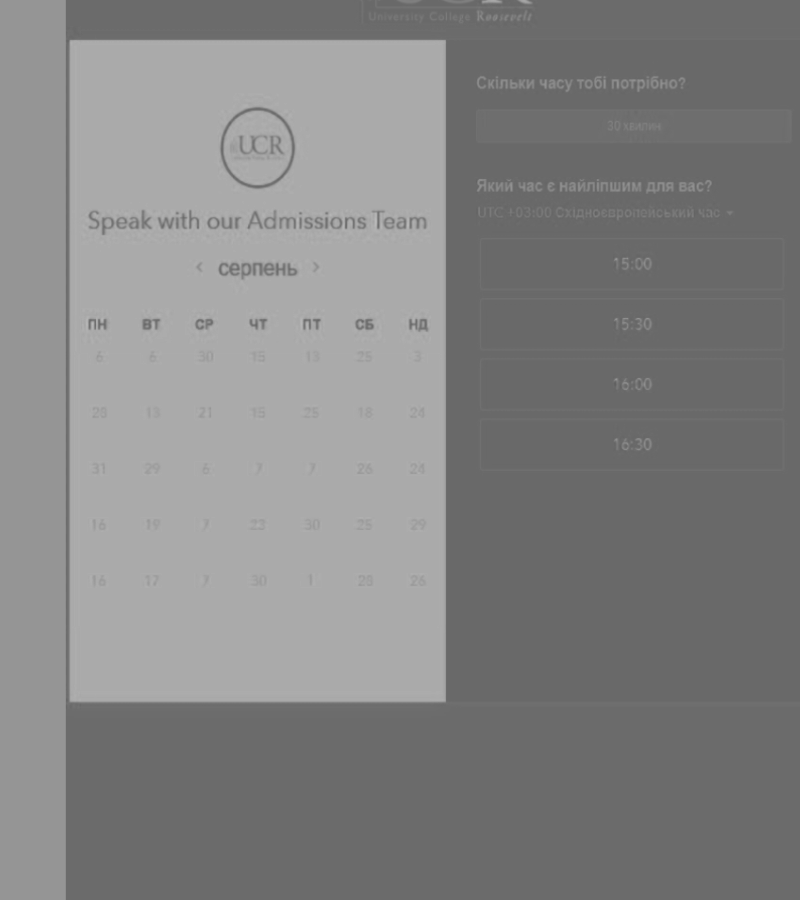 University College Roosevelt
UCR
Speak with our Admissions Team
серпень
ПН ВТ СР ЧТ ПТ СБ НД
6 6 30 15 13 25 3
20 13 21 15 25 18 24
31 29 6 7 7 26 24
16 19 7 22 30 25 29
16 17 7 30 1 20 26
Скільки часу тобі потрібно?
30 хвилин
Який час є найліпшим для вас?
UTC +03:00 Східноєвропейський час
15:00
15:30
16:00
16:30